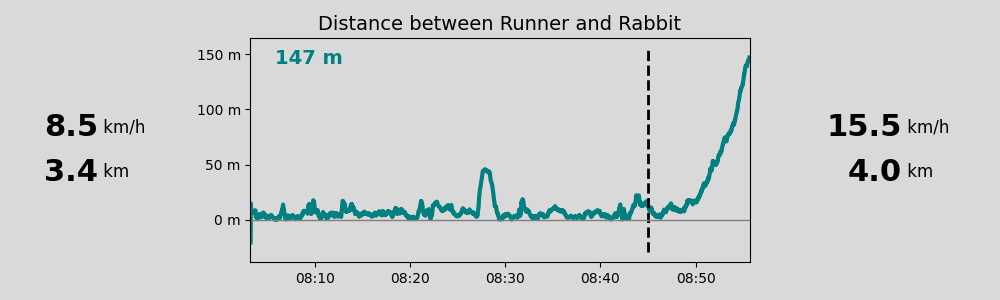 Distance between Runner and Rabbit
147 m
150 m
100 m
50 m
0 m
08:10 08:20 08:30 08:40 08:50
8.5 km/h
3.4 km
15.5 km/h
4.0 km